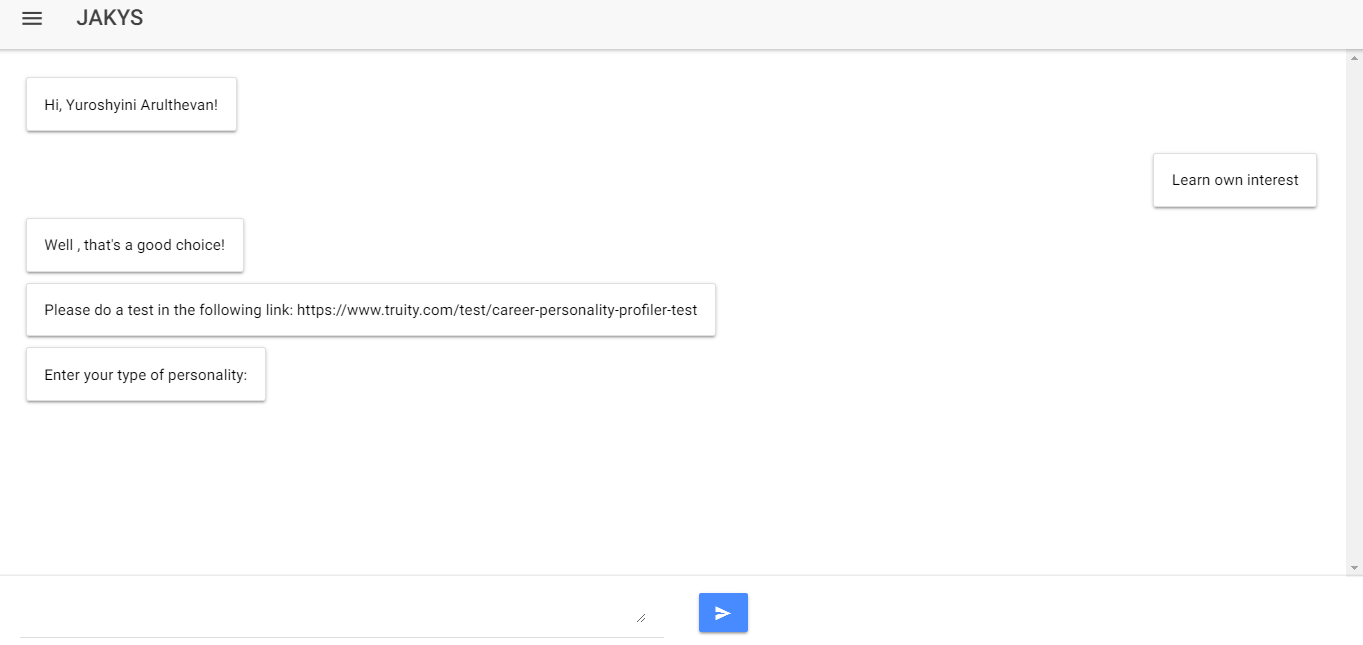 JAKYS
Hi, Yuroshyini Arulthevan!
Learn own interest
Well , that's a good choice!
Please do a test in the following link: https://www.truity.com/test/career-personality-profiler-test
Enter your type of personality: